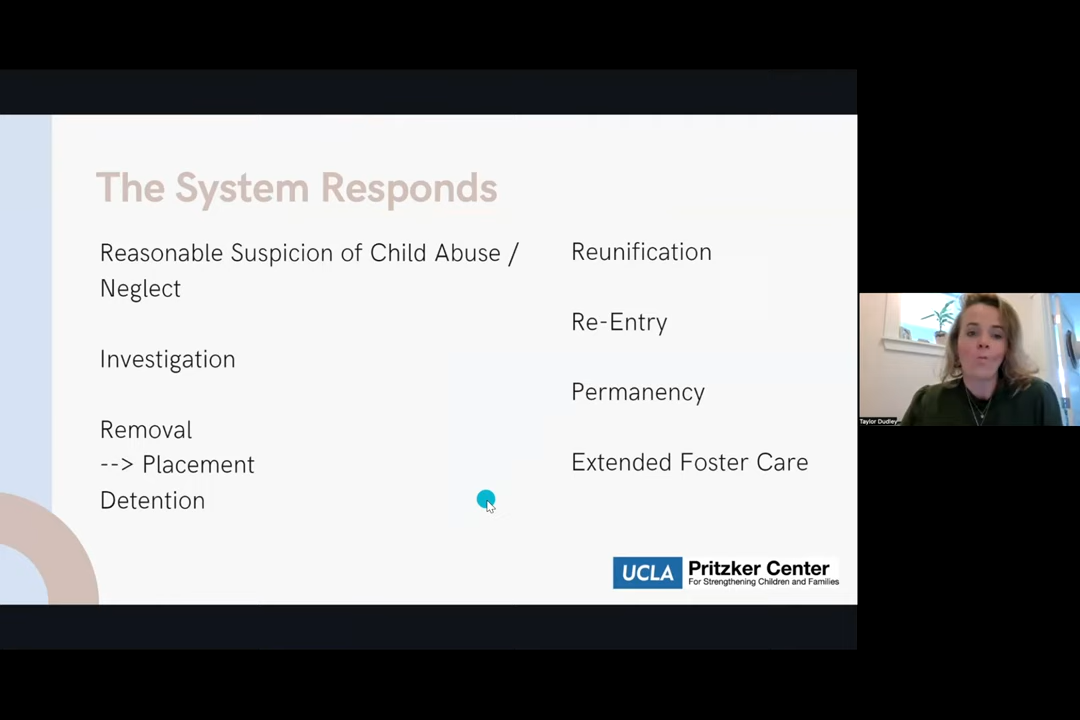 The System Responds
Reasonable Suspicion of Child Abuse /
Neglect
Investigation
Removal
--> Placement
Detention
Reunification
Re-Entry
Permanency
Extended Foster Care
UCLA Pritzker Center
For Strengthening Children and Families
Taylor Dudley